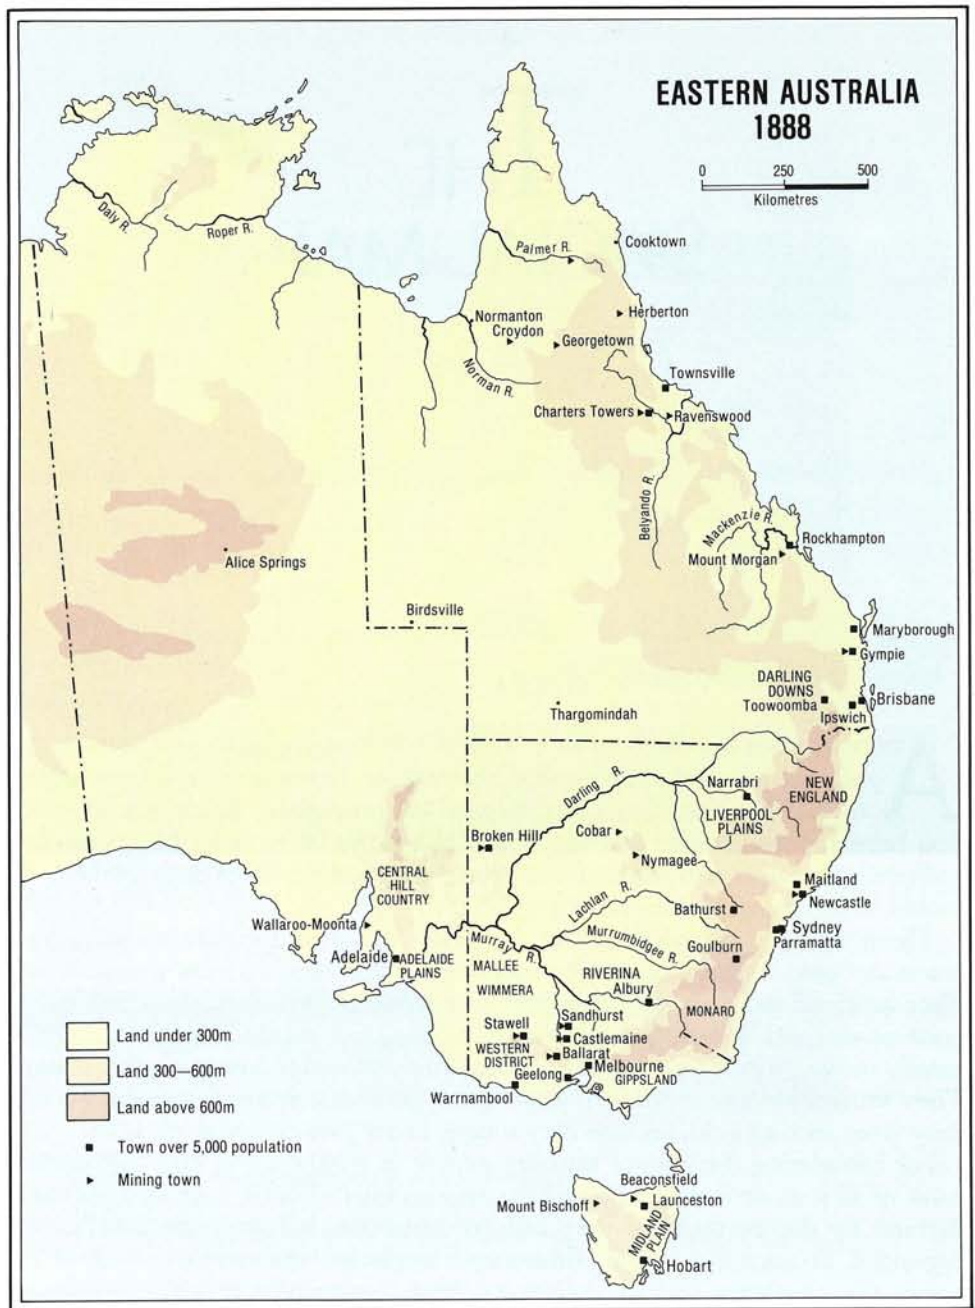 EASTERN AUSTRALIA
1888
0 250 500
Kilometres
Daly R.
Roper R.
Palmer R.
Cooktown
Normanton
Croydon
Herberton
Georgetown
Norman R.
Townsville
Charters Towers
Ravenswood
Belyando R.
Mackenzie R.
Rockhampton
Mount Morgan
Alice Springs
Birdsville
Maryborough
Gympie
DARLING
DOWNS
Toowoomba
Brisbane
Ipswich
Thargomindah
Darling R.
Narrabri
NEW
ENGLAND
LIVERPOOL
PLAINS
Broken Hill
Cobar
Nymagee
CENTRAL
HILL
COUNTRY
Maitland
Newcastle
Lachlan R.
Bathurst
Wallaroo-Moonta
Sydney
Parramatta
Murrumbidgee R.
Goulburn
Adelaide
ADELAIDE
PLAINS
Murray R.
MALLEE
WIMMERA
RIVERINA
Albury
MONARO
Sandhurst
Stawell
Castlemaine
WESTERN
DISTRICT
Ballarat
Melbourne
Geelong
GIPPSLAND
Warrnambool
Land under 300m
Land 300—600m
Land above 600m
Town over 5,000 population
Mining town
Beaconsfield
Mount Bischoff
Launceston
MIDLAND
PLAIN
Hobart